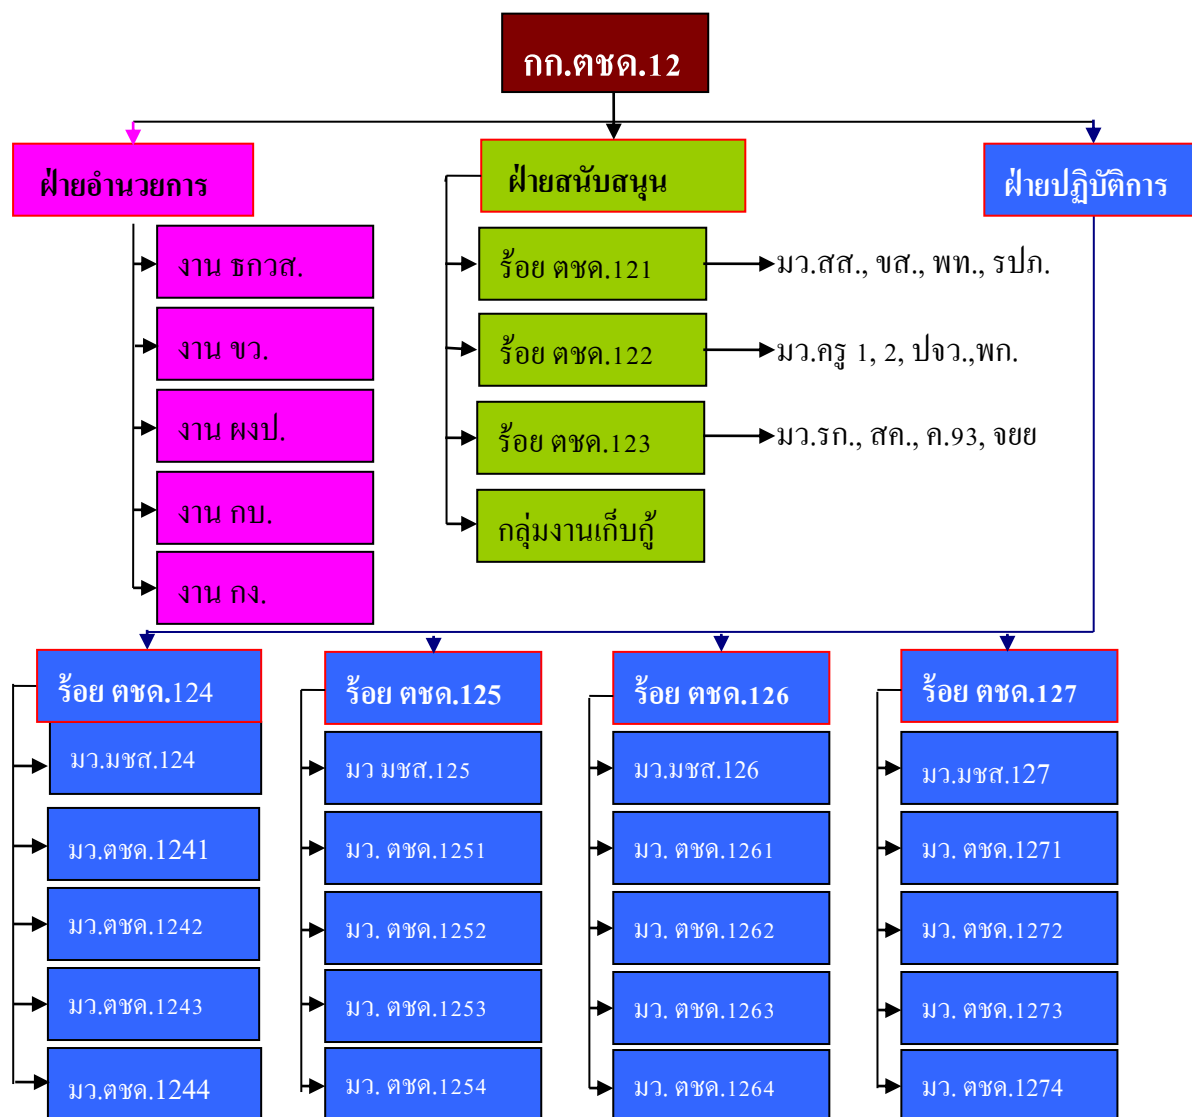 กก.ตชด.12
ฝ่ายอำนวยการ
งาน ธกวส.
งาน ขว.
งาน ผงป.
งาน กบ.
งาน กง.
ฝ่ายสนับสนุน
ร้อย ตชด.121
มว.สส., ขส., พท., รปภ.
ร้อย ตชด.122
มว.ครู 1, 2, ปจว.,พก.
ร้อย ตชด.123
มว.รก., สค., ค.93, จยย
กลุ่มงานเก็บกู้
ฝ่ายปฏิบัติการ
ร้อย ตชด.124
มว.มชส.124
มว.ตชด.1241
มว.ตชด.1242
มว.ตชด.1243
มว.ตชด.1244
ร้อย ตชด.125
มว มชส.125
มว. ตชด.1251
มว. ตชด.1252
มว. ตชด.1253
มว. ตชด.1254
ร้อย ตชด.126
มว.มชส.126
มว. ตชด.1261
มว. ตชด.1262
มว. ตชด.1263
มว. ตชด.1264
ร้อย ตชด.127
มว.มชส.127
มว. ตชด.1271
มว. ตชด.1272
มว. ตชด.1273
มว. ตชด.1274